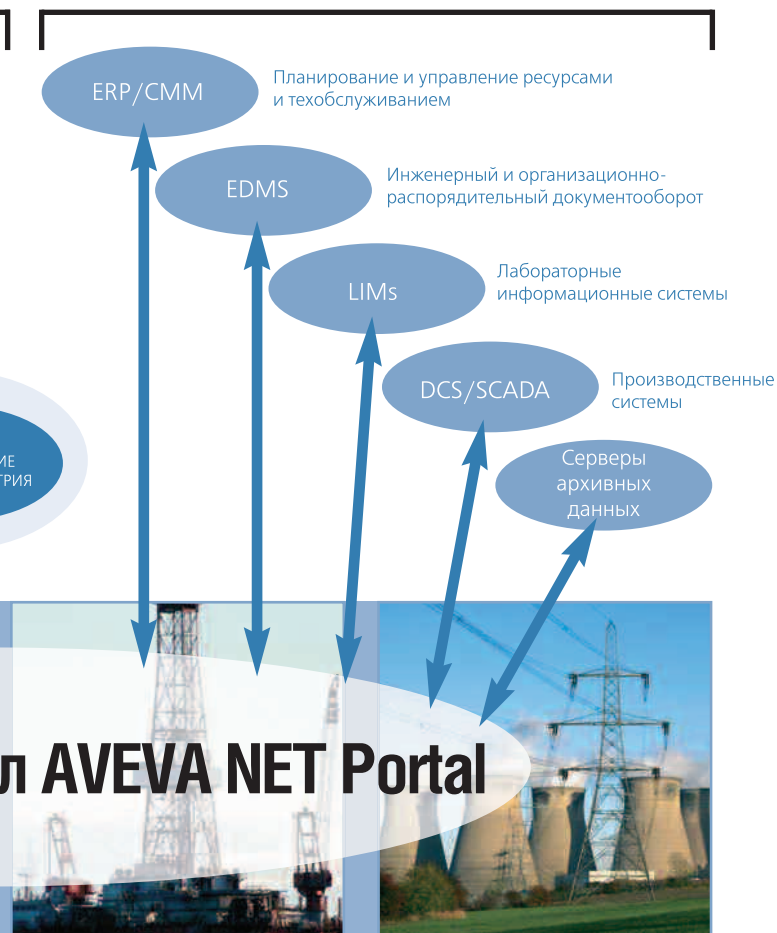 ERP/CMM
Планирование и управление ресурсами
и техобслуживанием
EDMS
Инженерный и организационно-
распорядительный документооборот
LIMs
Лабораторные
информационные системы
DCS/SCADA
Производственные
системы
Серверы
архивных
данных
ИЕ
ТРИЯ
л AVEVA NET Portal